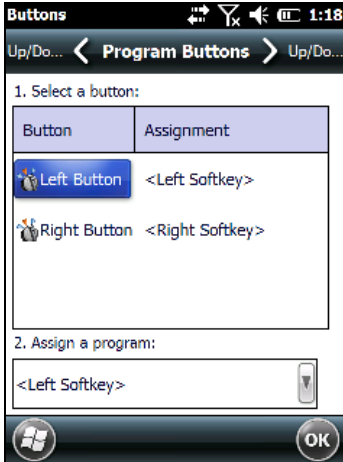 Buttons 1:18
Up/Do... Program Buttons Up/Do...
1. Select a button:
Button Assignment
Left Button <Left Softkey>
Right Button <Right Softkey>
2. Assign a program:
<Left Softkey>
OK